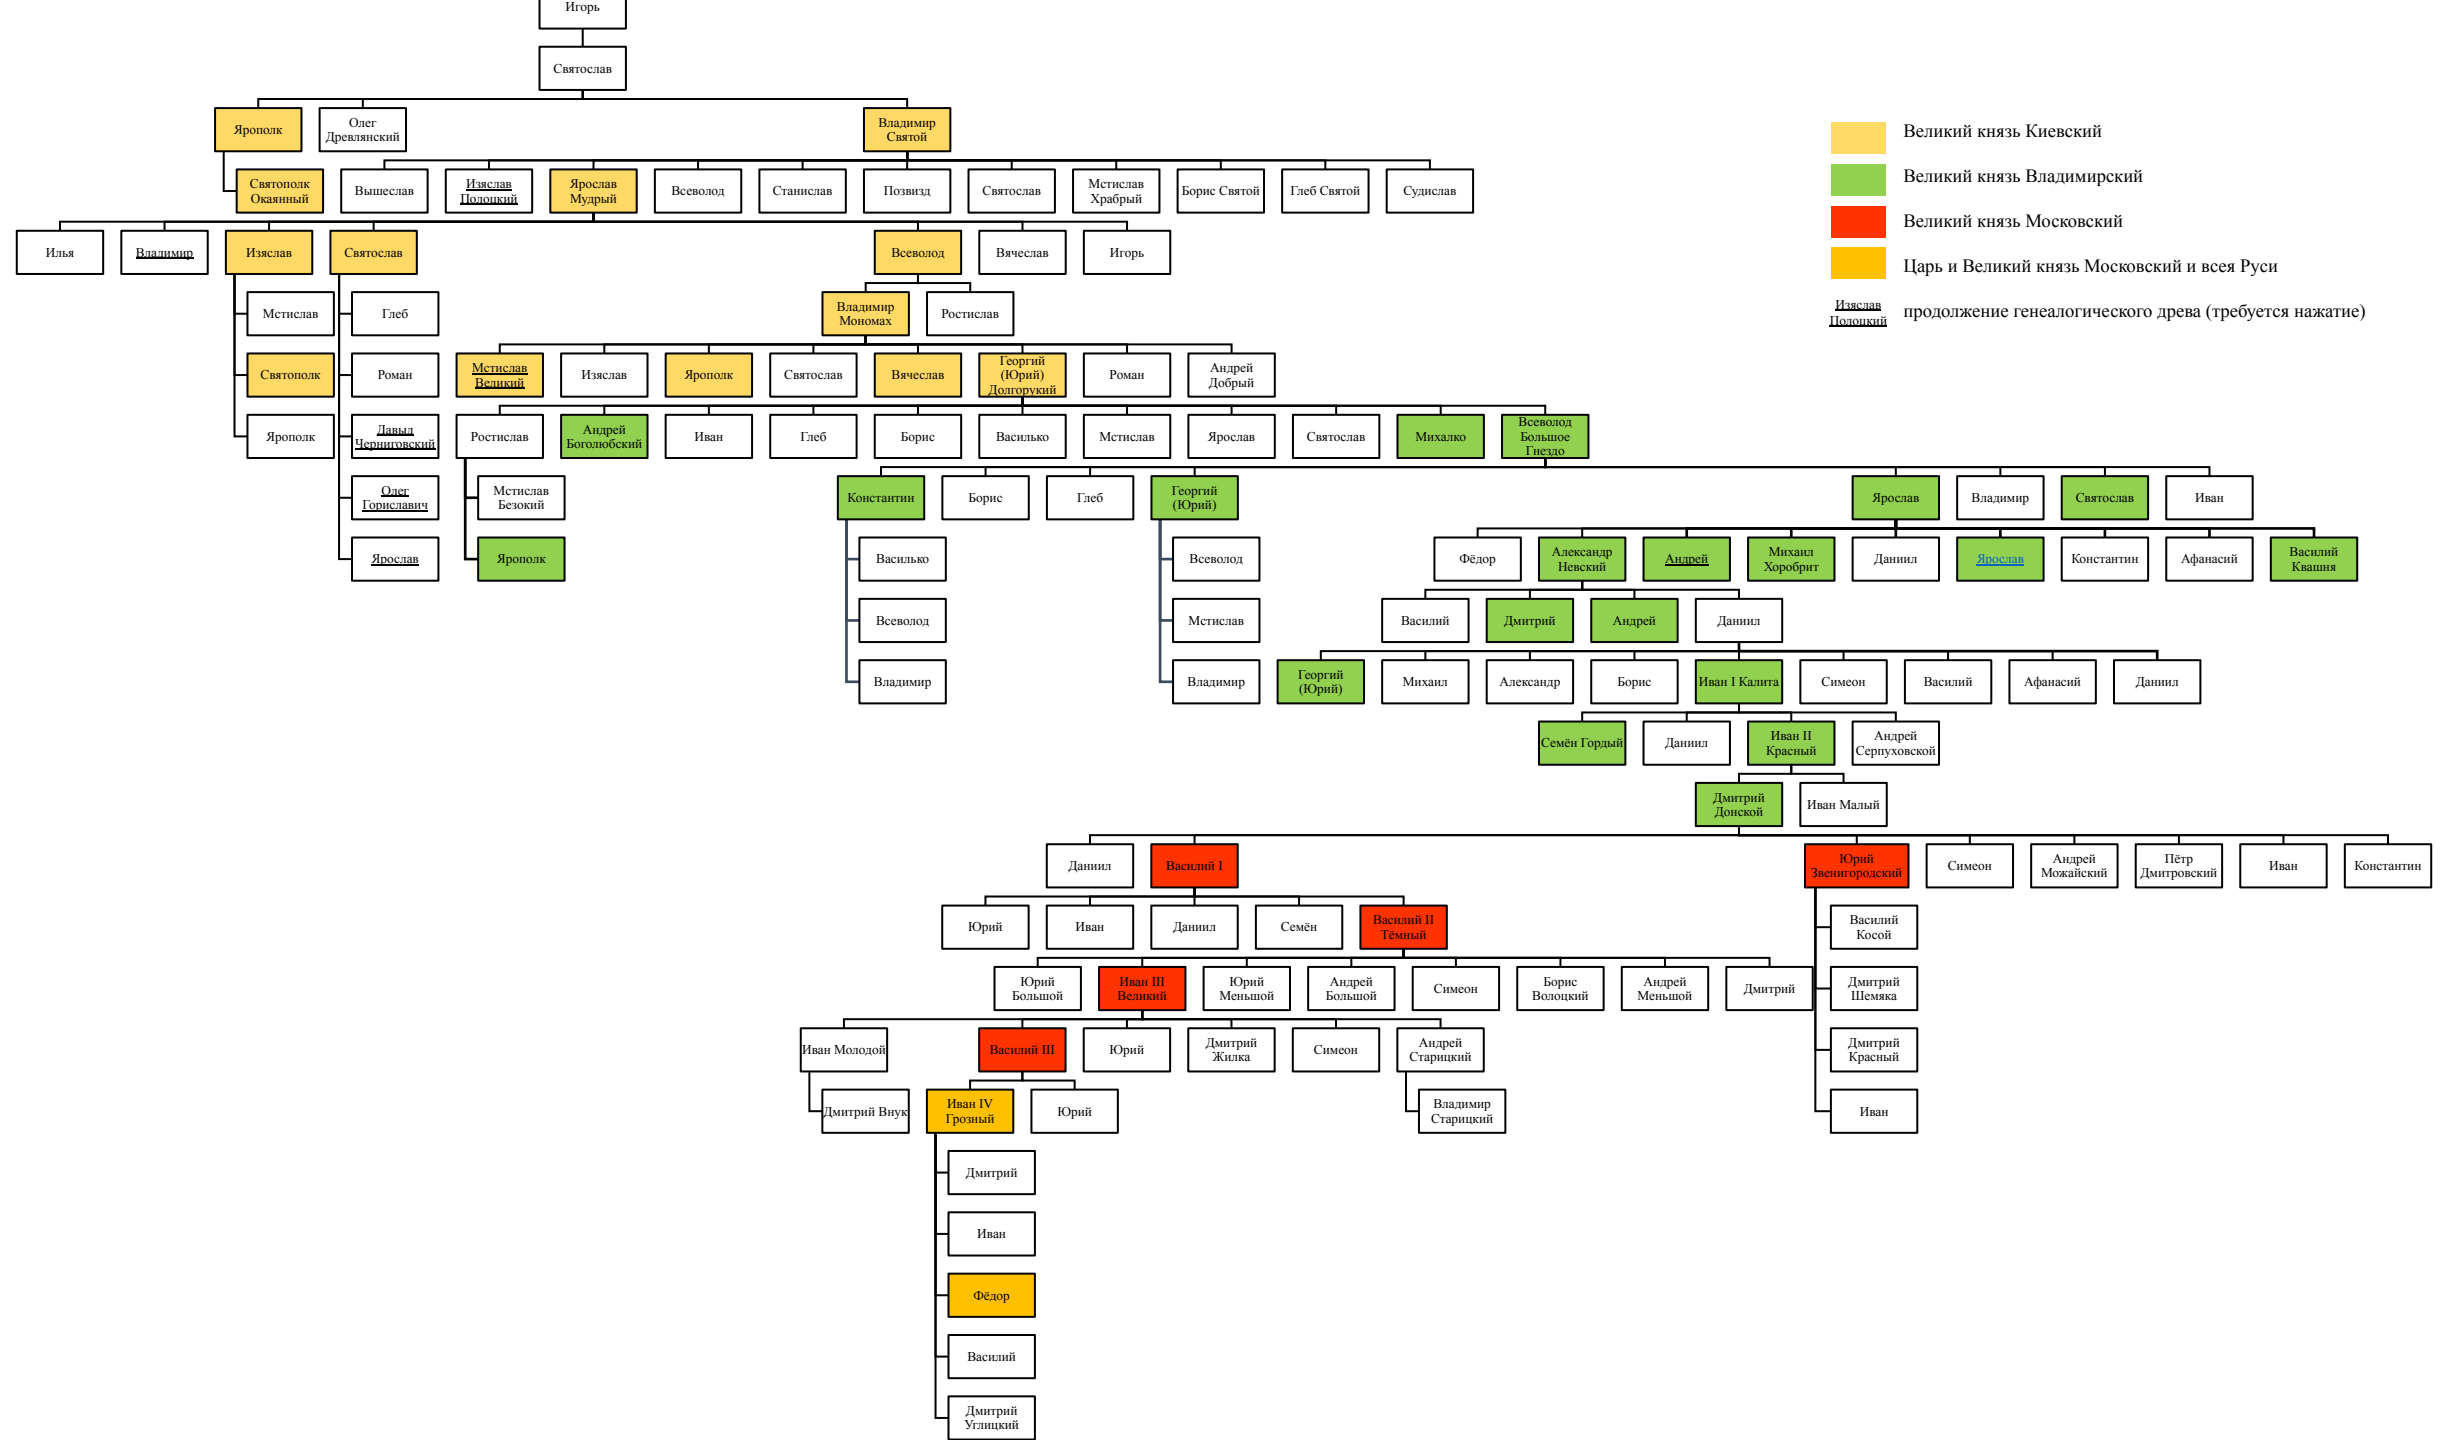 Игорь
Святослав
Ярополк
Олег
Древлянский
Владимир
Святой
Великий князь Киевский
Великий князь Владимирский
Великий князь Московский
Царь и Великий князь Московский и всея Руси
Изяслав
Полоцкий
продолжение генеалогического древа (требуется нажатие)
Святополк
Окаянный
Вышеслав
Изяслав
Полоцкий
Ярослав
Мудрый
Всеволод
Станислав
Позвизд
Святослав
Мстислав
Храбрый
Борис Святой
Глеб Святой
Судислав
Илья
Владимир
Изяслав
Святослав
Всеволод
Вячеслав
Игорь
Мстислав
Глеб
Владимир
Мономах
Ростислав
Святополк
Роман
Мстислав
Великий
Изяслав
Ярополк
Святослав
Вячеслав
Георгий
(Юрий)
Долгорукий
Роман
Андрей
Добрый
Ярополк
Давыд
Черниговский
Ростислав
Андрей
Боголюбский
Иван
Глеб
Борис
Василько
Мстислав
Ярослав
Святослав
Михалко
Всеволод
Большое
Гнездо
Олег
Гориславич
Мстислав
Безокий
Константин
Борис
Глеб
Георгий
(Юрий)
Ярослав
Владимир
Святослав
Иван
Ярослав
Ярополк
Василько
Всеволод
Фёдор
Александр
Невский
Андрей
Михаил
Хоробрит
Даниил
Ярослав
Константин
Афанасий
Василий
Квашня
Всеволод
Мстислав
Василий
Дмитрий
Андрей
Даниил
Владимир
Владимир
Георгий
(Юрий)
Михаил
Александр
Борис
Иван I Калита
Симеон
Василий
Афанасий
Даниил
Семён Гордый
Даниил
Иван II
Красный
Андрей
Серпуховской
Дмитрий
Донской
Иван Малый
Даниил
Василий I
Юрий
Звенигородский
Симеон
Андрей
Можайский
Пётр
Дмитровский
Иван
Константин
Юрий
Иван
Даниил
Семён
Василий II
Тёмный
Василий
Косой
Юрий
Большой
Иван III
Великий
Юрий
Меньшой
Андрей
Большой
Симеон
Борис
Волоцкий
Андрей
Меньшой
Дмитрий
Дмитрий
Шемяка
Иван Молодой
Василий III
Юрий
Дмитрий
Жилка
Симеон
Андрей
Старицкий
Дмитрий
Красный
Дмитрий Внук
Иван IV
Грозный
Юрий
Владимир
Старицкий
Иван
Дмитрий
Иван
Фёдор
Василий
Дмитрий
Углицкий